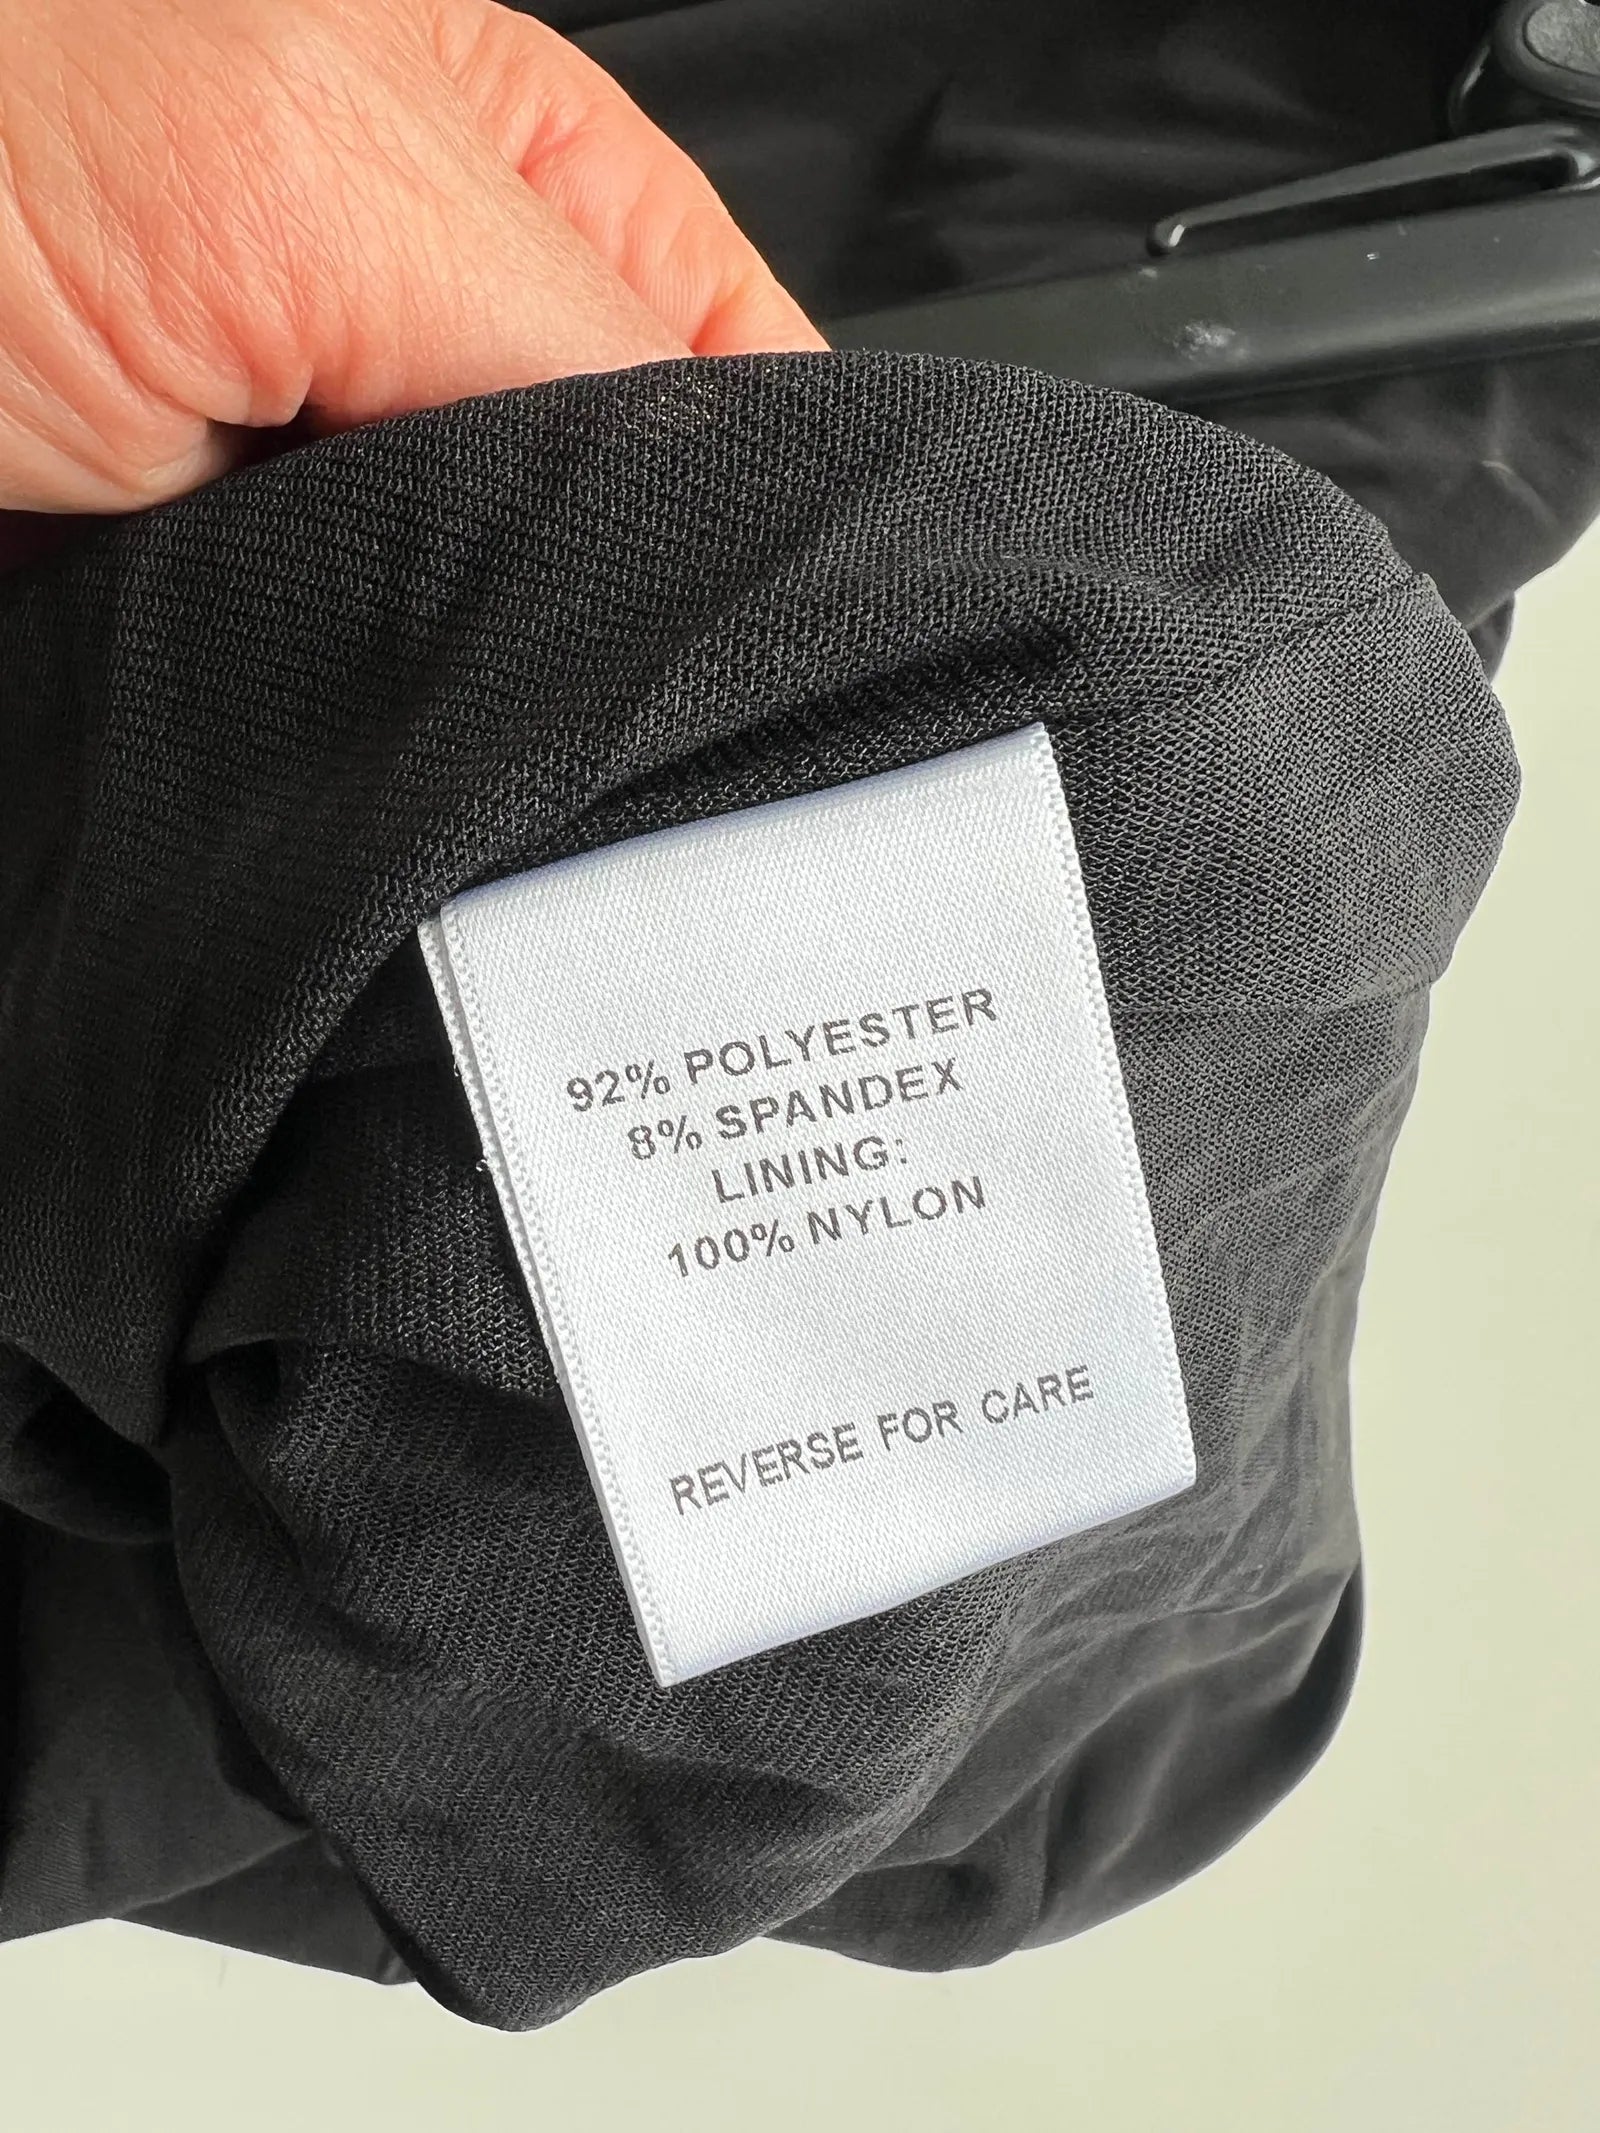 92% POLYESTER
8% SPANDEX
LINING:
100% NYLON
REVERSE FOR CARE